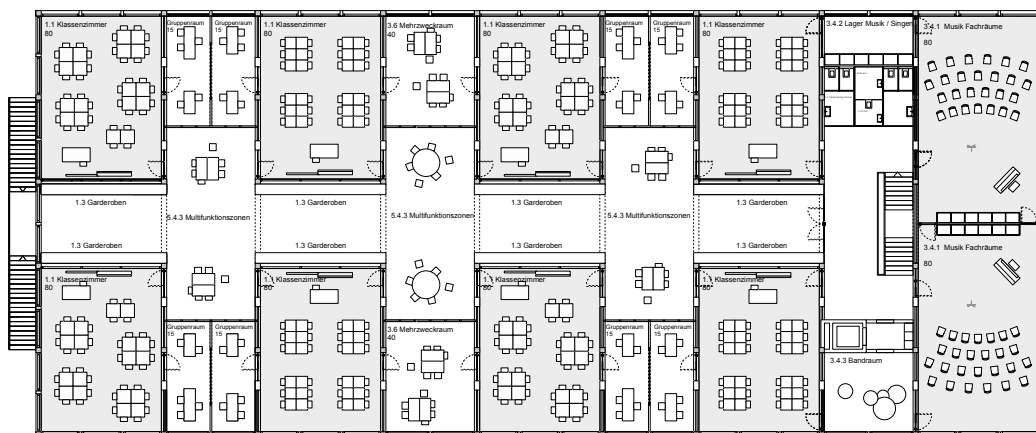 1.1 Klassenzimmer
80
Gruppenraum
15
Gruppenraum
15
1.1 Klassenzimmer
80
3.6 Mehrzweckraum
40
1.1 Klassenzimmer
80
Gruppenraum
15
Gruppenraum
15
1.1 Klassenzimmer
80
3.4.2 Lager Musik / Singen
3.4.1 Musik Fachräume
80
1.3 Garderoben
1.3 Garderoben
1.3 Garderoben
1.3 Garderoben
5.4.3 Multifunktionszonen
5.4.3 Multifunktionszonen
5.4.3 Multifunktionszonen
1.3 Garderoben
1.3 Garderoben
1.3 Garderoben
1.3 Garderoben
3.4.1 Musik Fachräume
80
1.1 Klassenzimmer
80
1.1 Klassenzimmer
80
1.1 Klassenzimmer
80
1.1 Klassenzimmer
80
Gruppenraum
15
Gruppenraum
15
3.6 Mehrzweckraum
40
Gruppenraum
15
Gruppenraum
15
3.4.3 Bandraum